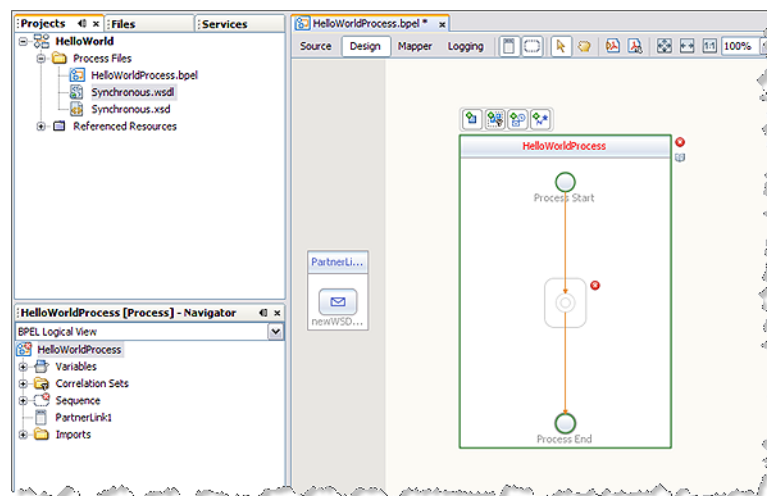 Projects
Files
Services
HelloWorld
Process Files
HelloWorldProcess.bpel
Synchronous.wsdl
Synchronous.xsd
Referenced Resources
HelloWorldProcess [Process] - Navigator
BPEL Logical View
HelloWorldProcess
Variables
Correlation Sets
Sequence
PartnerLink1
Imports
HelloWorldProcess.bpel *
Source Design Mapper Logging 1:1 100%
HelloWorldProcess
Process Start
PartnerLi...
newWSD...
Process End